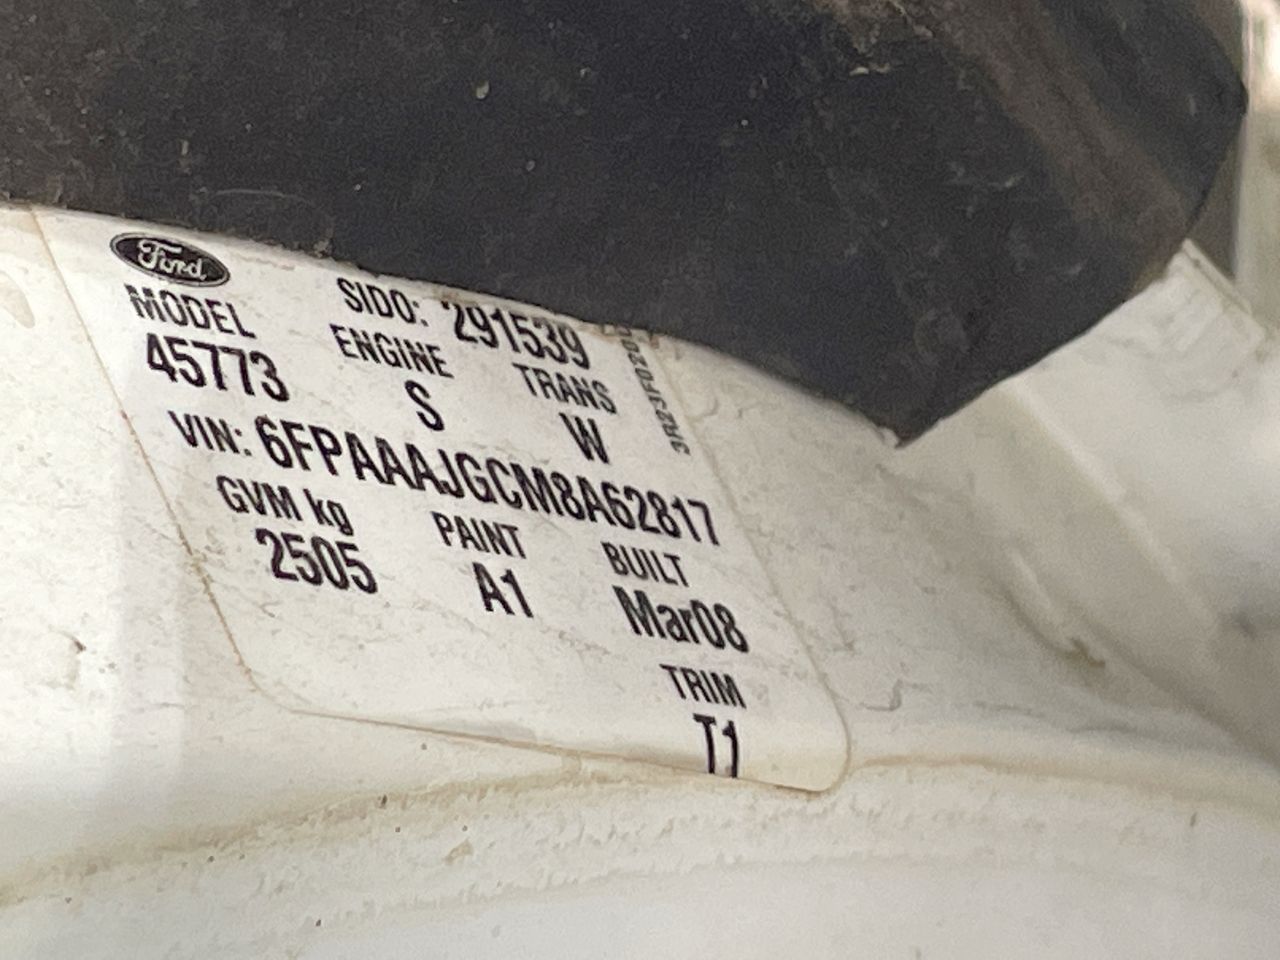 Ford
SIDO: 291539
MODEL ENGINE TRANS
45773 S W
VIN: 6FPAAAJGCM8A62817
GVM kg PAINT BUILT
2505 A1 Mar08
TRIM
T1